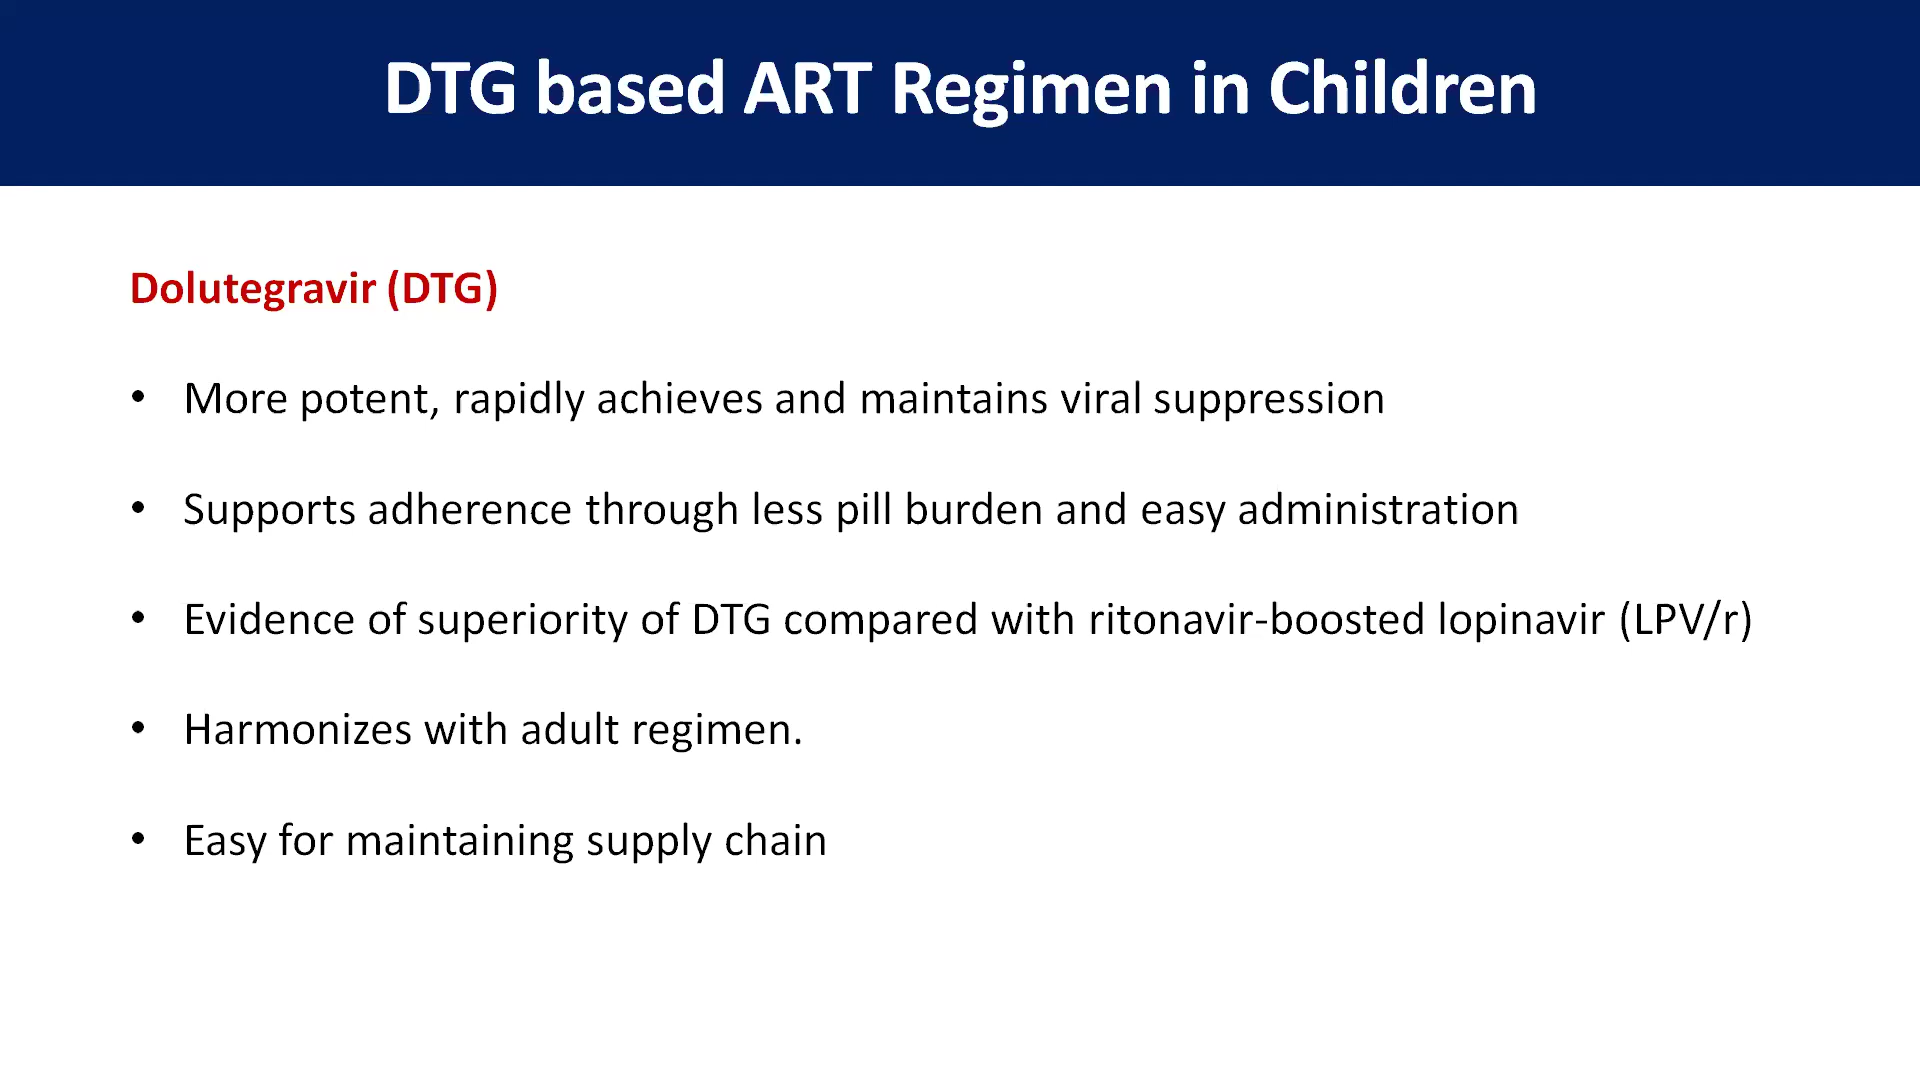 DTG based ART Regimen in Children
Dolutegravir (DTG)
• More potent, rapidly achieves and maintains viral suppression
• Supports adherence through less pill burden and easy administration
• Evidence of superiority of DTG compared with ritonavir-boosted lopinavir (LPV/r)
• Harmonizes with adult regimen.
• Easy for maintaining supply chain